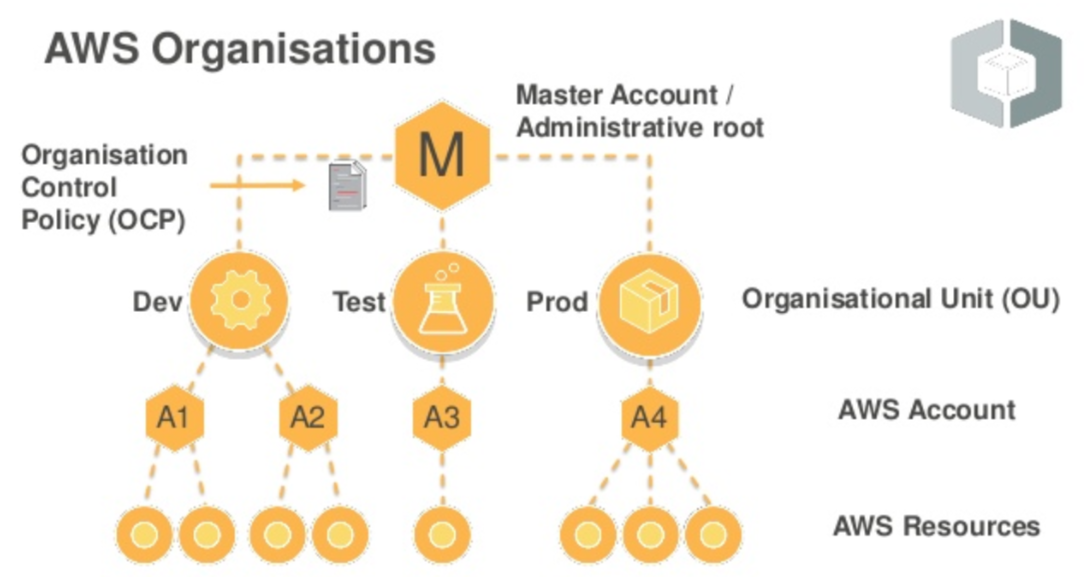 AWS Organisations
Master Account /
Administrative root
M
Organisation
Control
Policy (OCP)
Dev
Test
Prod
Organisational Unit (OU)
A1
A2
A3
A4
AWS Account
AWS Resources